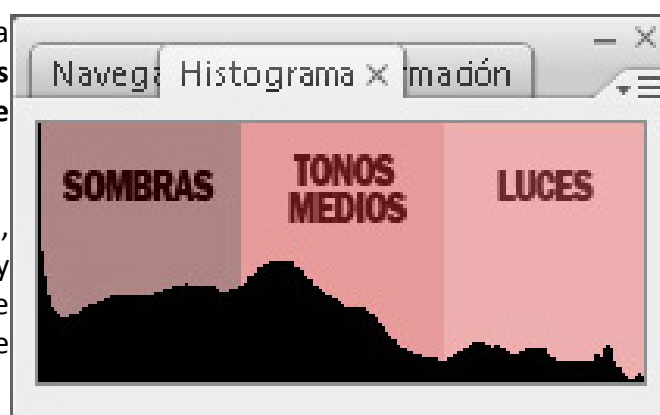 a
s
e
Navega Histograma × mación
SOMBRAS
TONOS
MEDIOS
LUCES
,
y
e
e